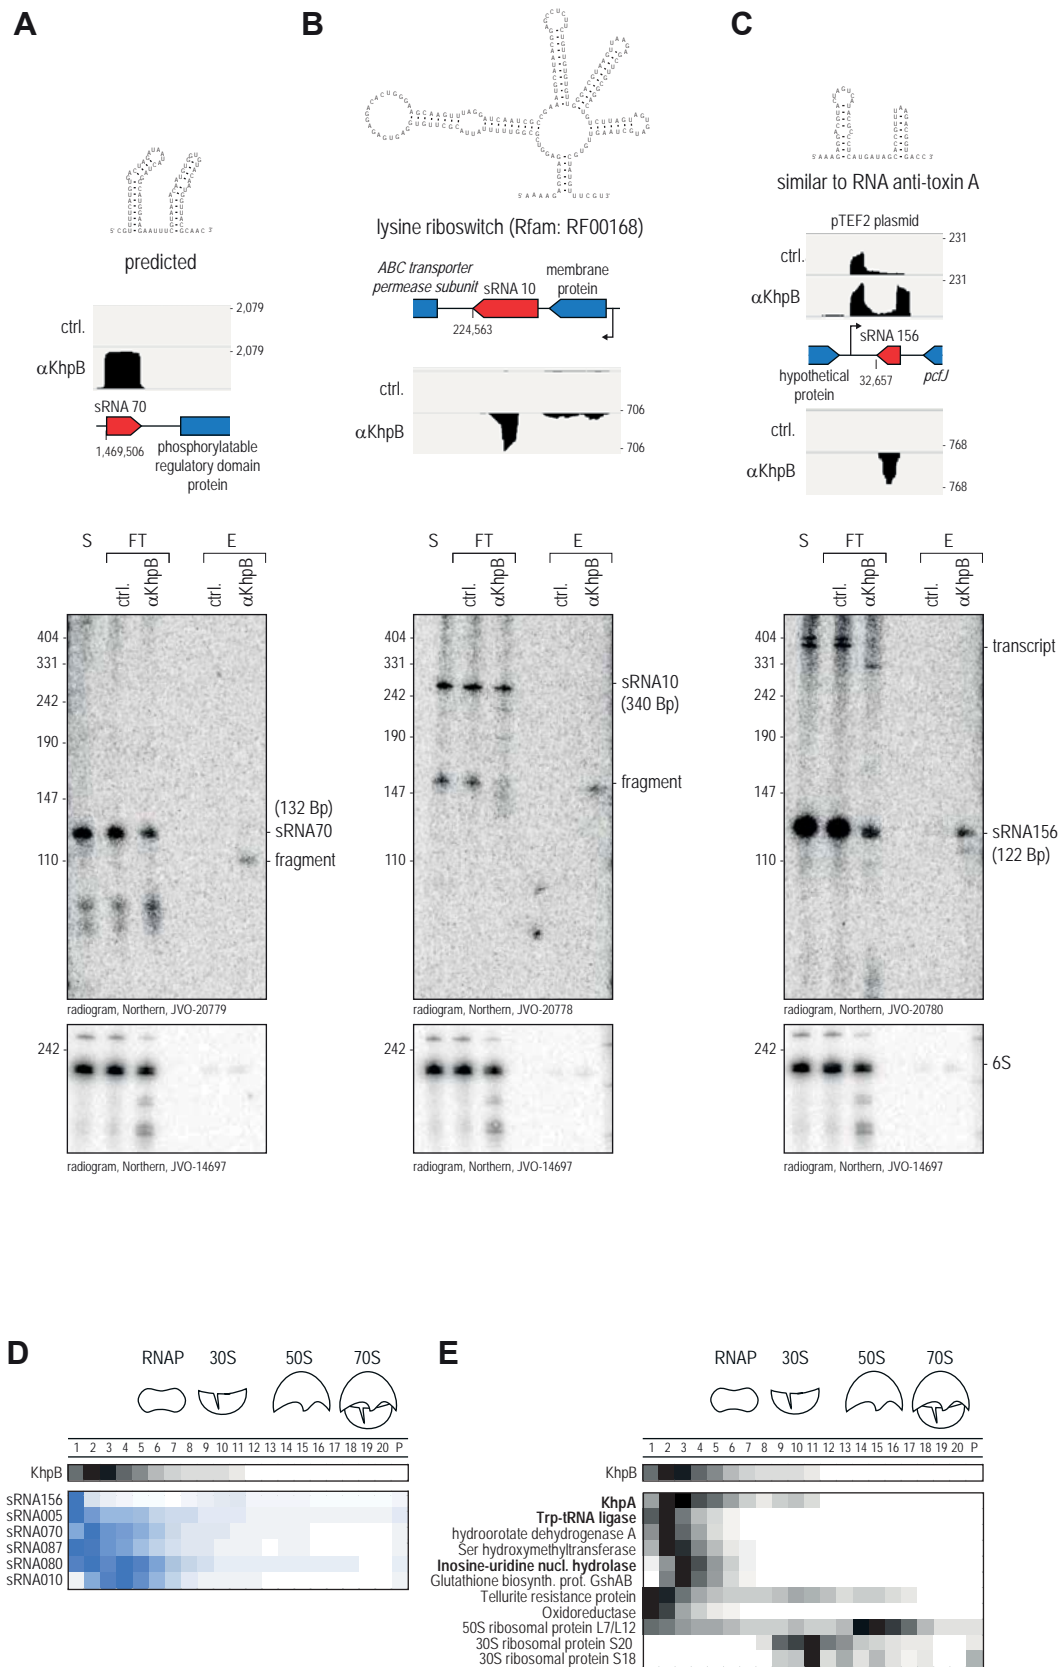 A
B
C
5' CGU GAAUUUC GCAAC 3'
predicted
lysine riboswitch (Rfam: RF00168)
similar to RNA anti-toxin A
ctrl.
αKhpB
2,079
2,079
sRNA 70
1,469,506
phosphorylatable
regulatory domain
protein
ABC transporter
permease subunit
sRNA 10
membrane
protein
224,563
ctrl.
αKhpB
706
706
pTEF2 plasmid
ctrl.
αKhpB
231
231
sRNA 156
hypothetical
protein
32,657
pcfJ
ctrl.
αKhpB
768
768
S FT E
ctrl. αKhpB ctrl. αKhpB
404
331
242
190
147
110
(132 Bp)
sRNA70
fragment
radiogram, Northern, JVO-20779
242
radiogram, Northern, JVO-14697
S FT E
ctrl. αKhpB ctrl. αKhpB
404
331
242
190
147
110
sRNA10
(340 Bp)
fragment
radiogram, Northern, JVO-20778
242
radiogram, Northern, JVO-14697
S FT E
ctrl. αKhpB ctrl. αKhpB
404
331
242
190
147
110
transcript
sRNA156
(122 Bp)
radiogram, Northern, JVO-20780
242
6S
radiogram, Northern, JVO-14697
D
RNAP 30S 50S 70S
1 2 3 4 5 6 7 8 9 10 11 12 13 14 15 16 17 18 19 20 P
KhpB
sRNA156
sRNA005
sRNA070
sRNA087
sRNA080
sRNA010
E
RNAP 30S 50S 70S
1 2 3 4 5 6 7 8 9 10 11 12 13 14 15 16 17 18 19 20 P
KhpB
KhpA
Trp-tRNA ligase
hydroorotate dehydrogenase A
Ser hydroxymethyltransferase
Inosine-uridine nucl. hydrolase
Glutathione biosynth. prot. GshAB
Tellurite resistance protein
Oxidoreductase
50S ribosomal protein L7/L12
30S ribosomal protein S20
30S ribosomal protein S18